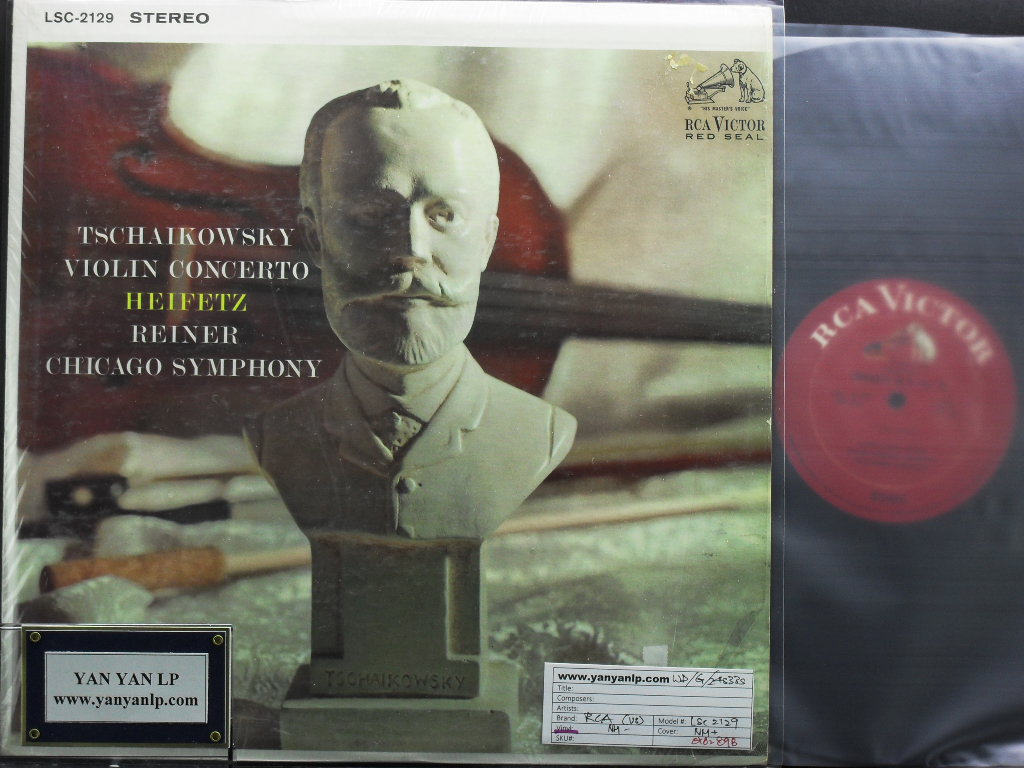 LSC-2129 STEREO
"HIS MASTER'S VOICE"
RCA VICTOR
RED SEAL
TSCHAIKOWSKY
VIOLIN CONCERTO
HEIFETZ
REINER
CHICAGO SYMPHONY
RCA VICTOR
TSCHAIKOWSKY
YAN YAN LP
www.yanyanlp.com
www.yanyanlp.com
Title:
Composers:
Artists:
Brand: RCA (US) Model #: LSC 2129
Vinyl: NM - Cover: NM+
SKU#: